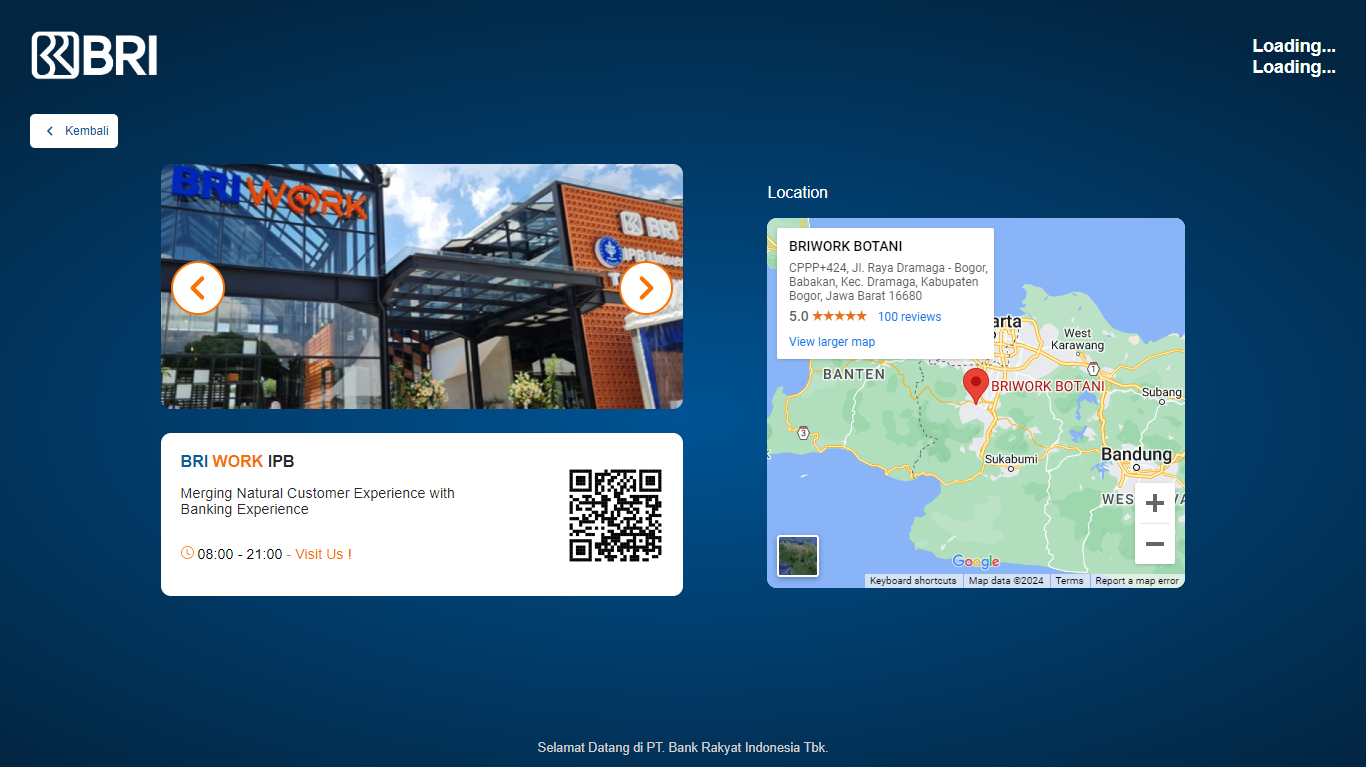 BRI
Loading...
Loading...
Kembali
BRIWORK
BRI
IPB
Location
BRIWORK BOTANI
CPPP+424, Jl. Raya Dramaga - Bogor,
Babakan, Kec. Dramaga, Kabupaten
Bogor, Jawa Barat 16680
5.0 ★★★★★ 100 reviews
View larger map
arta
West
Karawang
1
BANTEN
BRIWORK BOTANI
Subang
3
Sukabumi
Bandung
WES
VA
Google
Keyboard shortcuts
Map data ©2024
Terms
Report a map error
BRI WORK IPB
Merging Natural Customer Experience with
Banking Experience
08:00 - 21:00 - Visit Us !
Selamat Datang di PT. Bank Rakyat Indonesia Tbk.